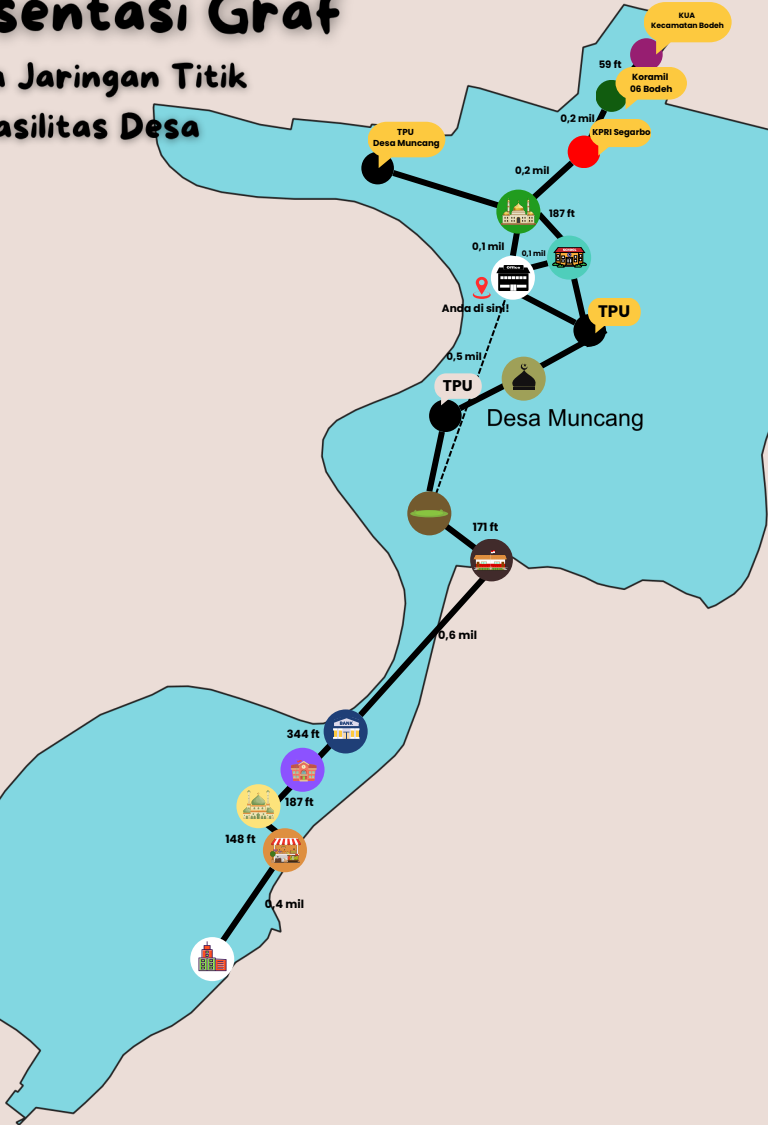 sentasi Graf
Jaringan Titik
asilitas Desa
KUA
Kecamatan Bodeh
59 ft
Koramil
06 Bodeh
0,2 mil
KPRI Segarbo
TPU
Desa Muncang
0,2 mil
187 ft
0,1 mil
0,1 mil
Office
Anda di sini!
TPU
0,5 mil
TPU
Desa Muncang
171 ft
0,6 mil
BANK
344 ft
187 ft
148 ft
0,4 mil